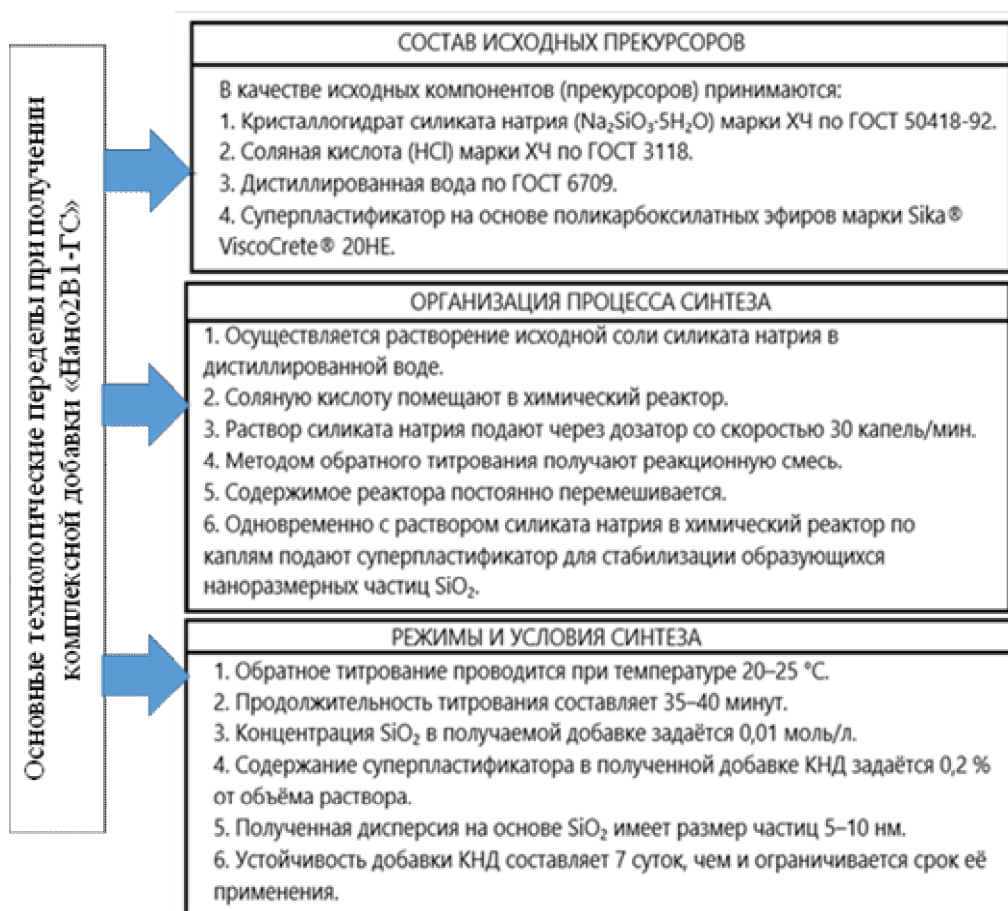 Основные технологические переделы при получении
комплексной добавки «Нано2В1-ГС»
СОСТАВ ИСХОДНЫХ ПРЕКУРСОРОВ
В качестве исходных компонентов (прекурсоров) принимаются:
1. Кристаллогидрат силиката натрия (Na₂SiO₃·5H₂O) марки ХЧ по ГОСТ 50418-92.
2. Соляная кислота (HCl) марки ХЧ по ГОСТ 3118.
3. Дистиллированная вода по ГОСТ 6709.
4. Суперпластификатор на основе поликарбоксилатных эфиров марки Sika®
ViscoCrete® 20HE.
ОРГАНИЗАЦИЯ ПРОЦЕССА СИНТЕЗА
1. Осуществляется растворение исходной соли силиката натрия в
дистиллированной воде.
2. Соляную кислоту помещают в химический реактор.
3. Раствор силиката натрия подают через дозатор со скоростью 30 капель/мин.
4. Методом обратного титрования получают реакционную смесь.
5. Содержимое реактора постоянно перемешивается.
6. Одновременно с раствором силиката натрия в химический реактор по
каплям подают суперпластификатор для стабилизации образующихся
наноразмерных частиц SiO₂.
РЕЖИМЫ И УСЛОВИЯ СИНТЕЗА
1. Обратное титрование проводится при температуре 20–25 °С.
2. Продолжительность титрования составляет 35–40 минут.
3. Концентрация SiO₂ в получаемой добавке задаётся 0,01 моль/л.
4. Содержание суперпластификатора в полученной добавке КНД задаётся 0,2 %
от объёма раствора.
5. Полученная дисперсия на основе SiO₂ имеет размер частиц 5–10 нм.
6. Устойчивость добавки КНД составляет 7 суток, чем и ограничивается срок её
применения.